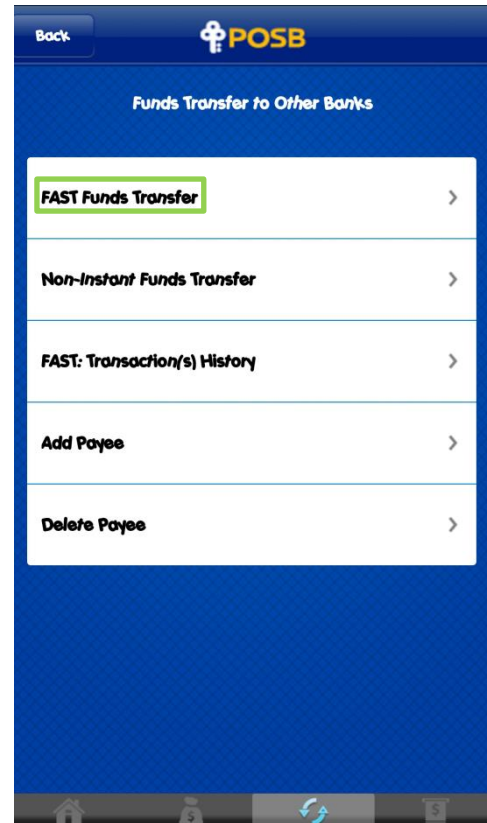 Back
POSB
Funds Transfer to Other Banks
FAST Funds Transfer
Non-Instant Funds Transfer
FAST: Transaction(s) History
Add Payee
Delete Payee
$
$